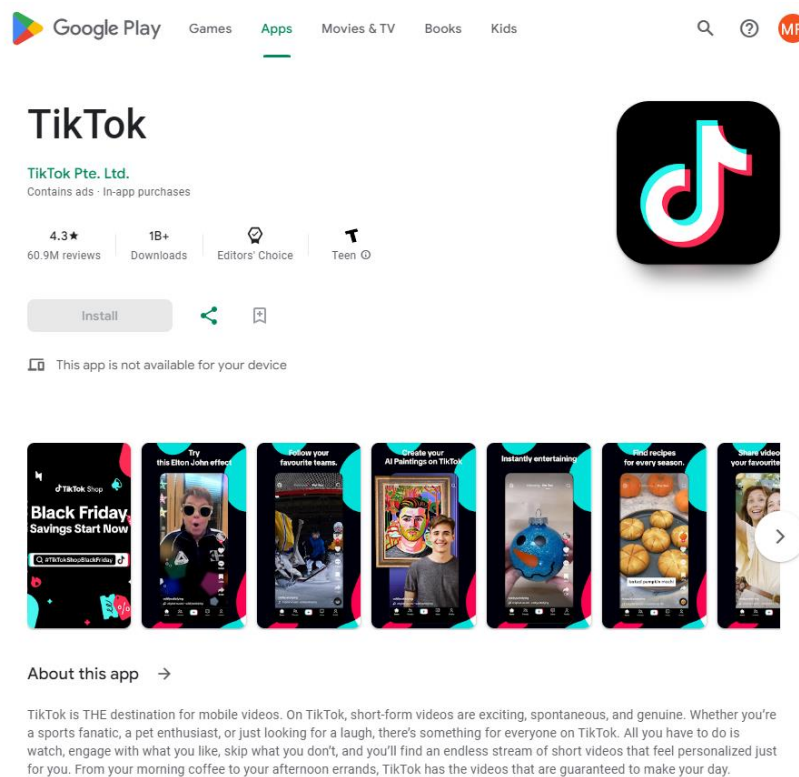 Google Play Games Apps Movies & TV Books Kids
TikTok
TikTok Pte. Ltd.
Contains ads · In-app purchases
4.3★ 1B+ T
60.9M reviews Downloads Editors' Choice Teen
Install
This app is not available for your device
TikTok Shop
Black Friday
Savings Start Now
#TikTokShopBlackFriday
Try
this Elton John effect
Follow your
favourite teams.
Create your
AI Paintings on TikTok
Instantly entertaining
Find recipes
for every season.
baked pumpkin mochi
Share video
your favourite
About this app
TikTok is THE destination for mobile videos. On TikTok, short-form videos are exciting, spontaneous, and genuine. Whether you're
a sports fanatic, a pet enthusiast, or just looking for a laugh, there's something for everyone on TikTok. All you have to do is
watch, engage with what you like, skip what you don't, and you'll find an endless stream of short videos that feel personalized just
for you. From your morning coffee to your afternoon errands, TikTok has the videos that are guaranteed to make your day.